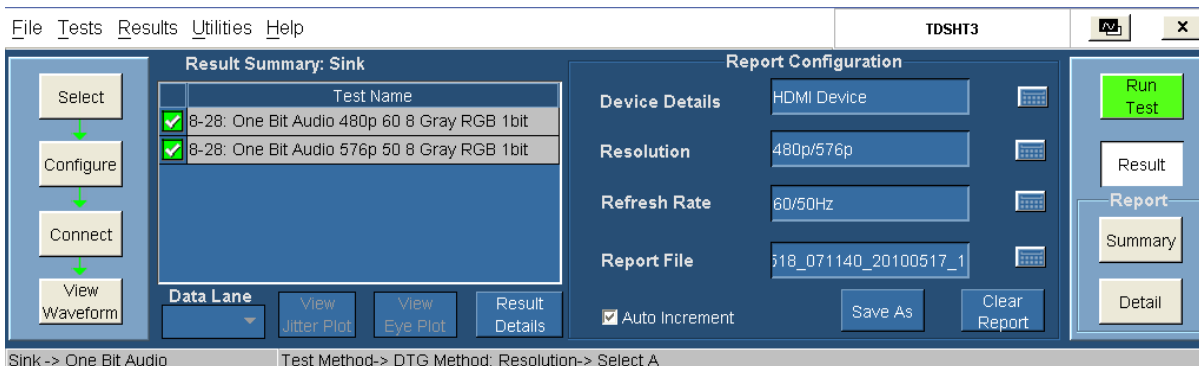 File Tests Results Utilities Help
TDSHT3
x
Select
Configure
Connect
View
Waveform
Result Summary: Sink
Test Name
8-28: One Bit Audio 480p 60 8 Gray RGB 1bit
8-28: One Bit Audio 576p 50 8 Gray RGB 1bit
Data Lane
View
Jitter Plot
View
Eye Plot
Result
Details
Report Configuration
Device Details
HDMI Device
Resolution
480p/576p
Refresh Rate
60/50Hz
Report File
518_071140_20100517_1
Auto Increment
Save As
Clear
Report
Run
Test
Result
Report
Summary
Detail
Sink -> One Bit Audio
Test Method-> DTG Method; Resolution-> Select A